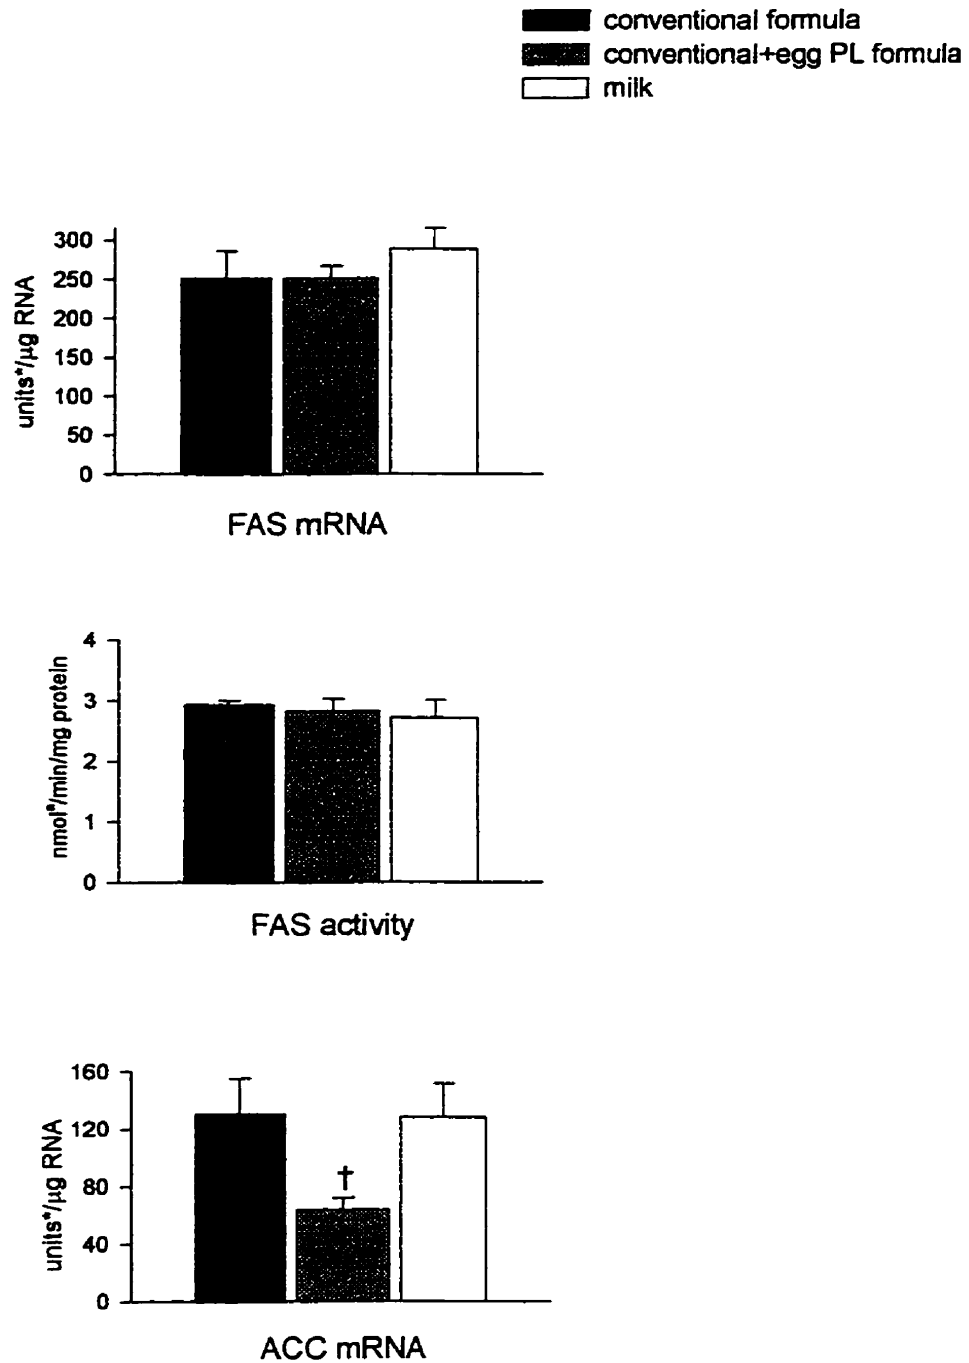 conventional formula
conventional+egg PL formula
milk
300
250
200
150
100
50
0
units*/µg RNA
FAS mRNA
4
3
2
1
0
nmol*/min/mg protein
FAS activity
160
120
80
40
0
units*/µg RNA
†
ACC mRNA